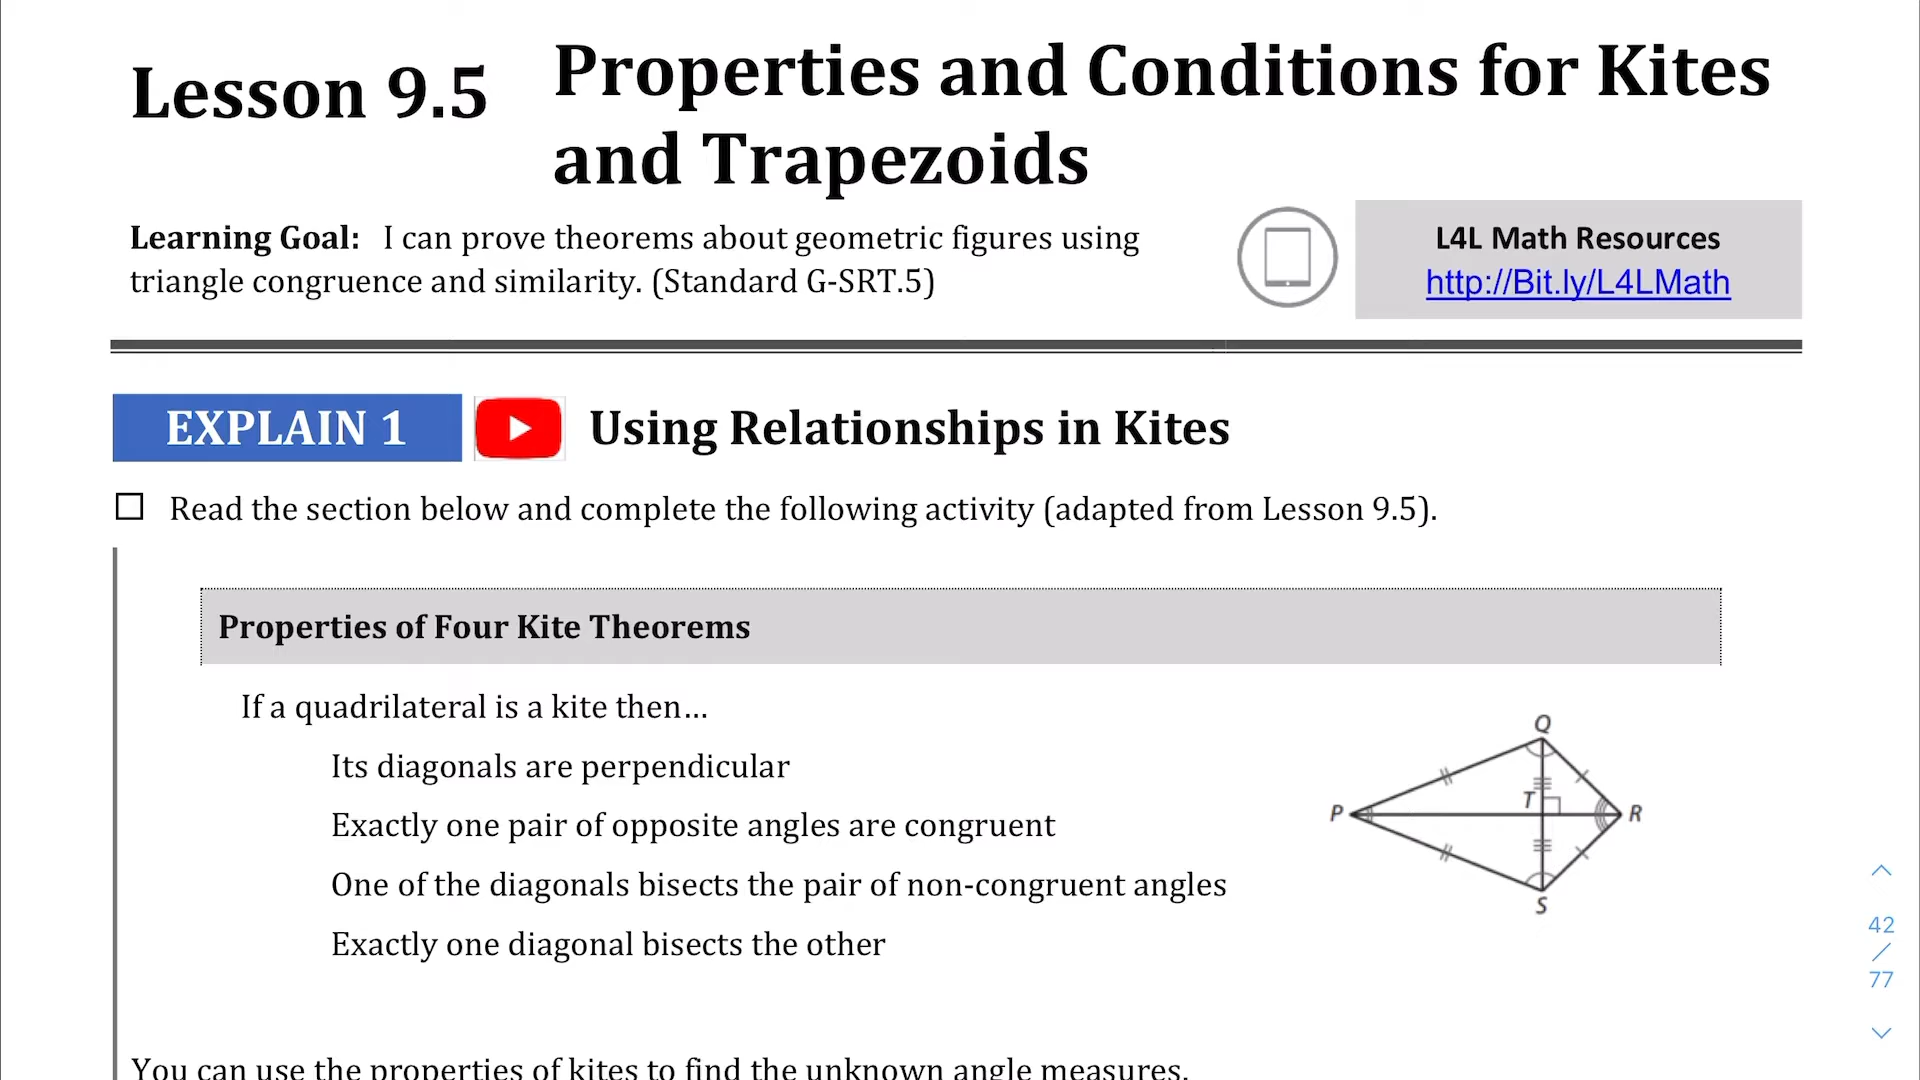 Lesson 9.5
Properties and Conditions for Kites
and Trapezoids
Learning Goal: I can prove theorems about geometric figures using
triangle congruence and similarity. (Standard G-SRT.5)
L4L Math Resources
http://Bit.ly/L4LMath
EXPLAIN 1
Using Relationships in Kites
Read the section below and complete the following activity (adapted from Lesson 9.5).
Properties of Four Kite Theorems
If a quadrilateral is a kite then…
Its diagonals are perpendicular
Exactly one pair of opposite angles are congruent
One of the diagonals bisects the pair of non-congruent angles
Exactly one diagonal bisects the other
Q
T
P
R
S
42
/
77
You can use the properties of kites to find the unknown angle measures.